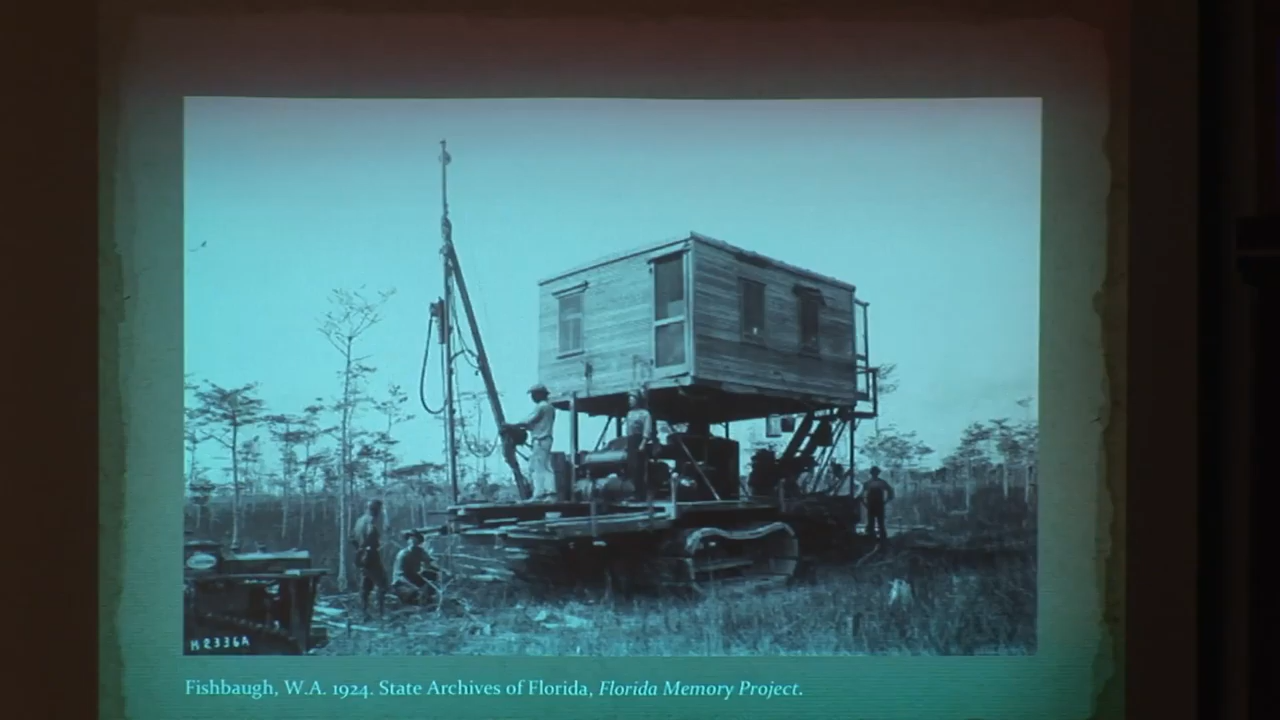 H2336A
Fishbaugh, W.A. 1924. State Archives of Florida, Florida Memory Project.